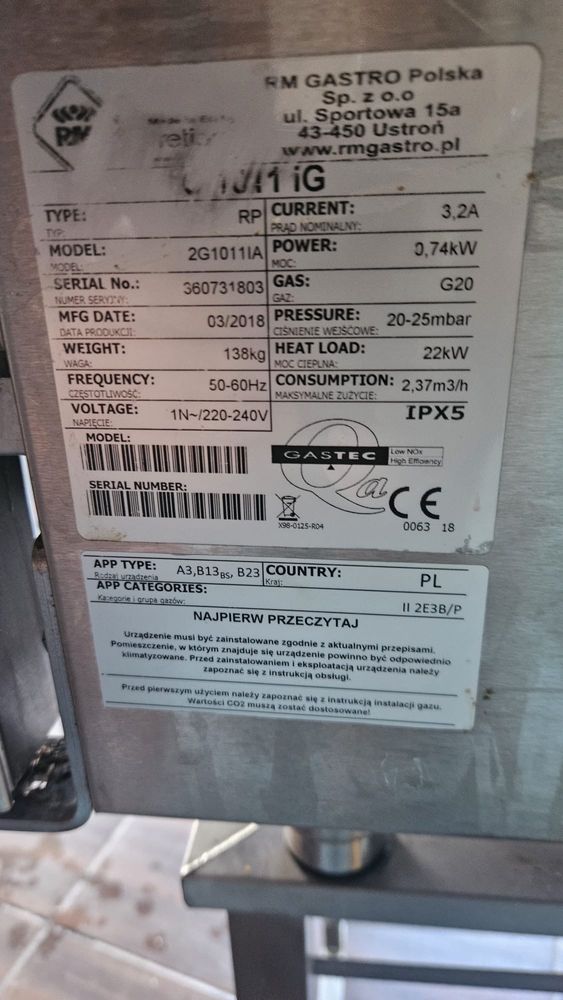 RM GASTRO Polska
Sp. z o.o
ul. Sportowa 15a
43-450 Ustroń
www.rmgastro.pl
RM
Made in
1011 iG
TYPE: RP
TYP:
MODEL: 2G1011IA
MODEL:
SERIAL No.: 360731803
NUMER SERYJNY:
MFG DATE: 03/2018
DATA PRODUKCJI:
WEIGHT: 138kg
WAGA:
FREQUENCY: 50-60Hz
CZĘSTOTLIWOŚĆ:
VOLTAGE: 1N~/220-240V
NAPIĘCIE:
CURRENT: 3,2A
PRĄD NOMINALNY:
POWER: 0,74kW
MOC:
GAS: G20
GAZ:
PRESSURE: 20-25mbar
CIŚNIENIE WEJŚCIOWE:
HEAT LOAD: 22kW
MOC CIEPLNA:
CONSUMPTION: 2,37m3/h
MAKSYMALNE ZUŻYCIE:
IPX5
MODEL:
SERIAL NUMBER:
GASTEC
Low NOx
High Efficiency
Qa
CE
X98-0125-R04
0063 18
APP TYPE: A3,B13BS, B23
Rodzaj urządzenia
COUNTRY: PL
Kraj:
APP CATEGORIES: II 2E3B/P
Kategorie i grupa gazów:
NAJPIERW PRZECZYTAJ
Urządzenie musi być zainstalowane zgodnie z aktualnymi przepisami.
Pomieszczenie, w którym znajduje się urządzenie powinno być odpowiednio
klimatyzowane. Przed zainstalowaniem i eksploatacją urządzenia należy
zapoznać się z instrukcją obsługi.
Przed pierwszym użyciem należy zapoznać się z instrukcją instalacji gazu.
Wartości CO2 muszą zostać dostosowane!